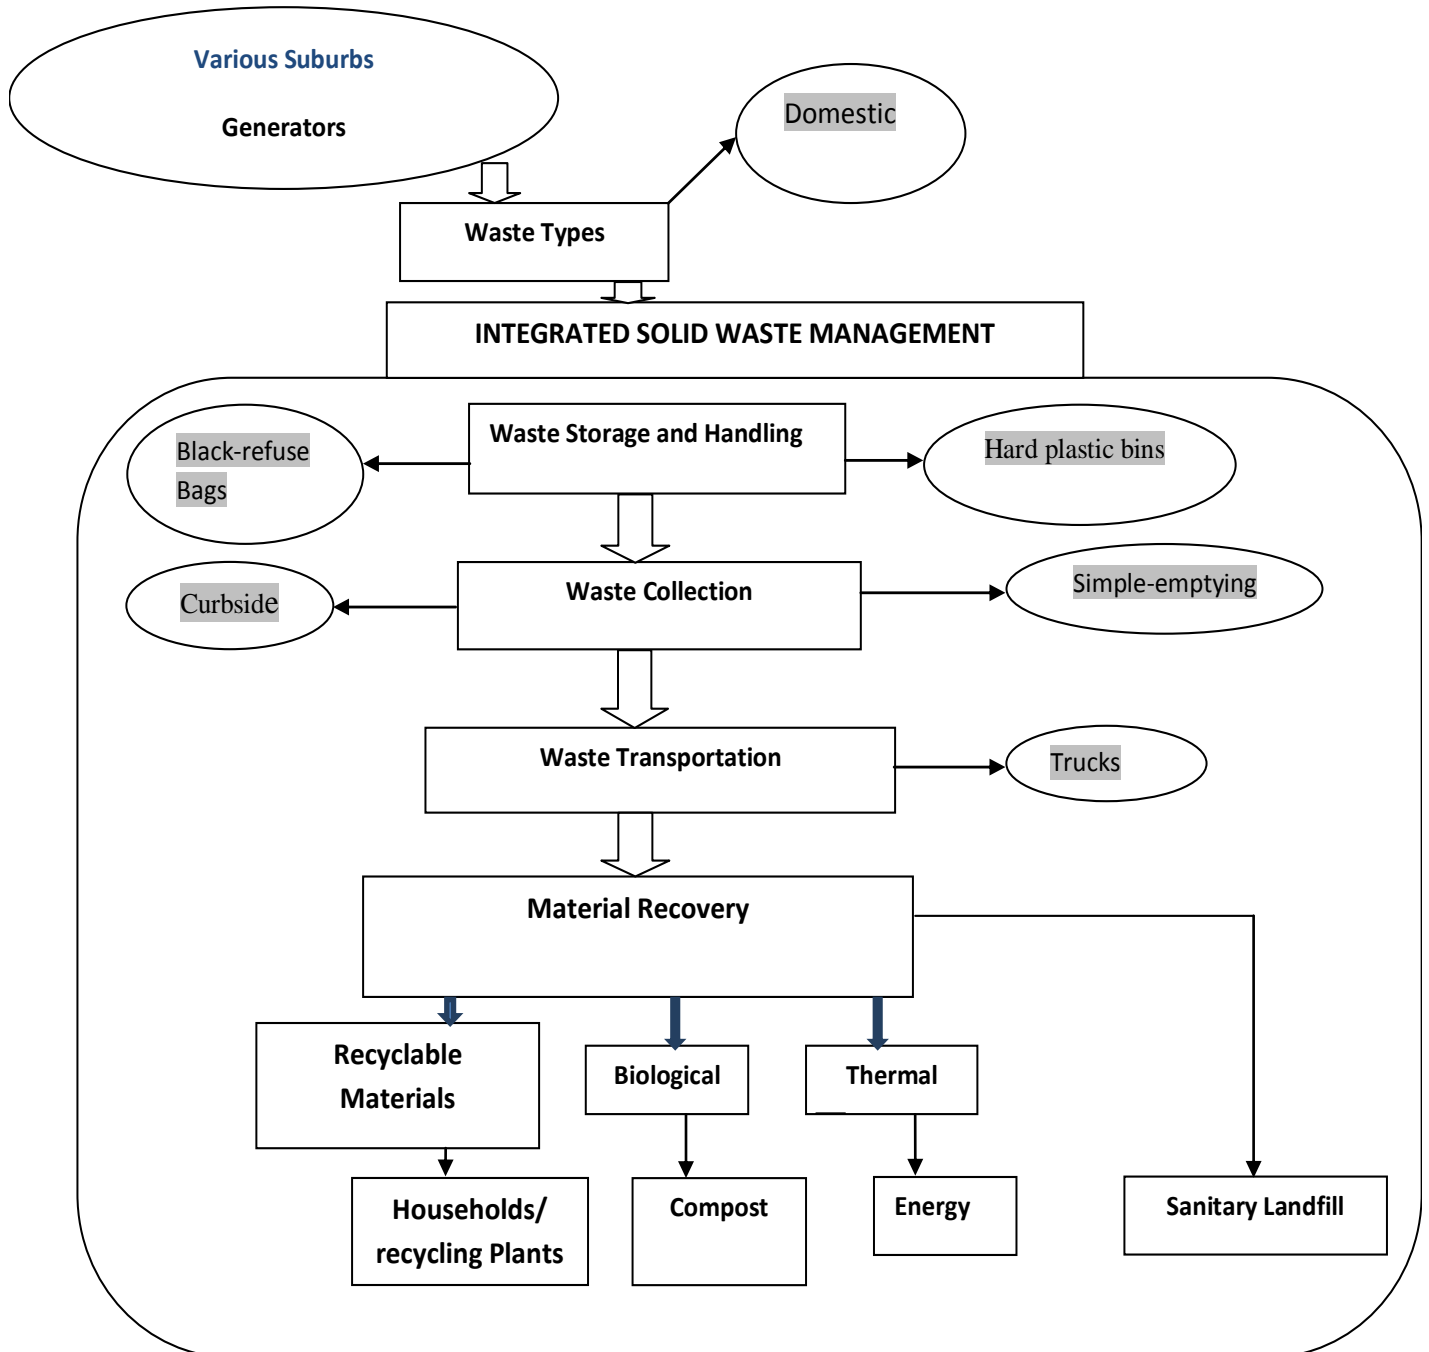 Various Suburbs
Generators
Domestic
Waste Types
INTEGRATED SOLID WASTE MANAGEMENT
Waste Storage and Handling
Black-refuse
Bags
Hard plastic bins
Waste Collection
Curbside
Simple-emptying
Waste Transportation
Trucks
Material Recovery
Recyclable
Materials
Biological
Thermal
Households/
recycling Plants
Compost
Energy
Sanitary Landfill